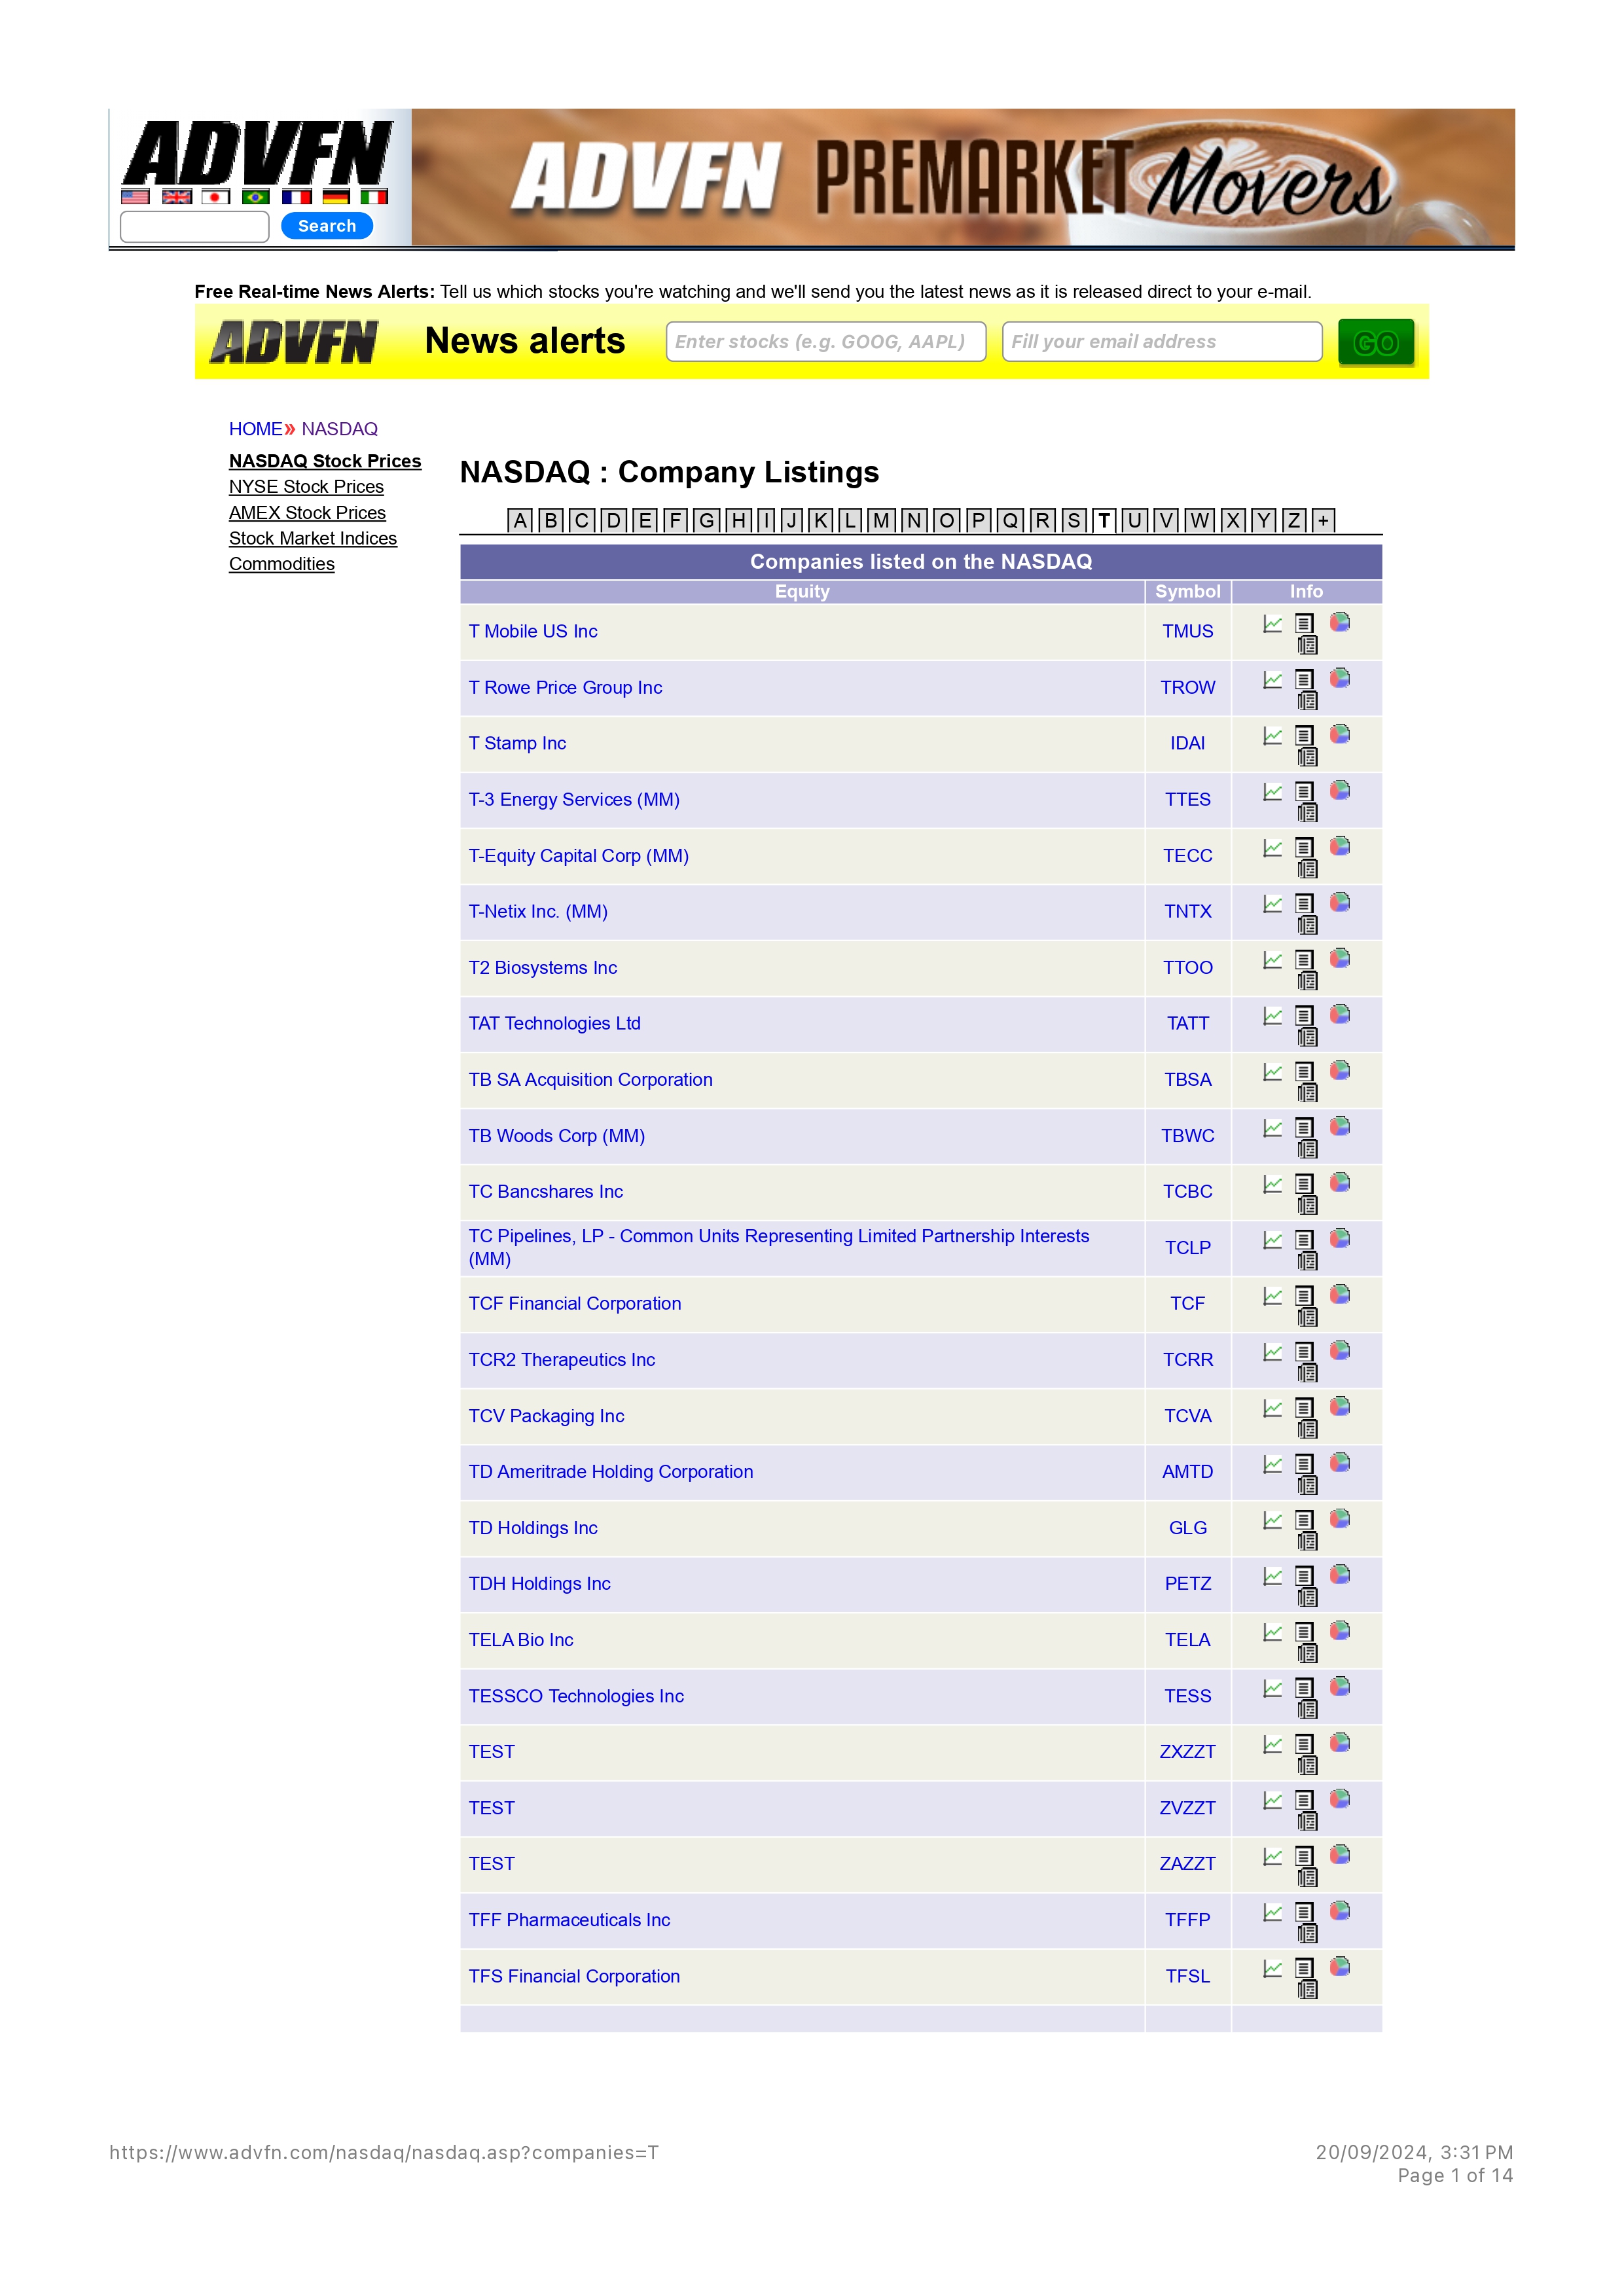 ADVFN
Search
ADVFN PREMARKET Movers
Free Real-time News Alerts: Tell us which stocks you're watching and we'll send you the latest news as it is released direct to your e-mail.
ADVFN News alerts Enter stocks (e.g. GOOG, AAPL) Fill your email address GO
HOME» NASDAQ
NASDAQ Stock Prices
NYSE Stock Prices
AMEX Stock Prices
Stock Market Indices
Commodities
NASDAQ : Company Listings
A B C D E F G H I J K L M N O P Q R S T U V W X Y Z +
Companies listed on the NASDAQ
Equity Symbol Info
T Mobile US Inc TMUS
T Rowe Price Group Inc TROW
T Stamp Inc IDAI
T-3 Energy Services (MM) TTES
T-Equity Capital Corp (MM) TECC
T-Netix Inc. (MM) TNTX
T2 Biosystems Inc TTOO
TAT Technologies Ltd TATT
TB SA Acquisition Corporation TBSA
TB Woods Corp (MM) TBWC
TC Bancshares Inc TCBC
TC Pipelines, LP - Common Units Representing Limited Partnership Interests
(MM) TCLP
TCF Financial Corporation TCF
TCR2 Therapeutics Inc TCRR
TCV Packaging Inc TCVA
TD Ameritrade Holding Corporation AMTD
TD Holdings Inc GLG
TDH Holdings Inc PETZ
TELA Bio Inc TELA
TESSCO Technologies Inc TESS
TEST ZXZZT
TEST ZVZZT
TEST ZAZZT
TFF Pharmaceuticals Inc TFFP
TFS Financial Corporation TFSL
https://www.advfn.com/nasdaq/nasdaq.asp?companies=T 20/09/2024, 3:31 PM
Page 1 of 14